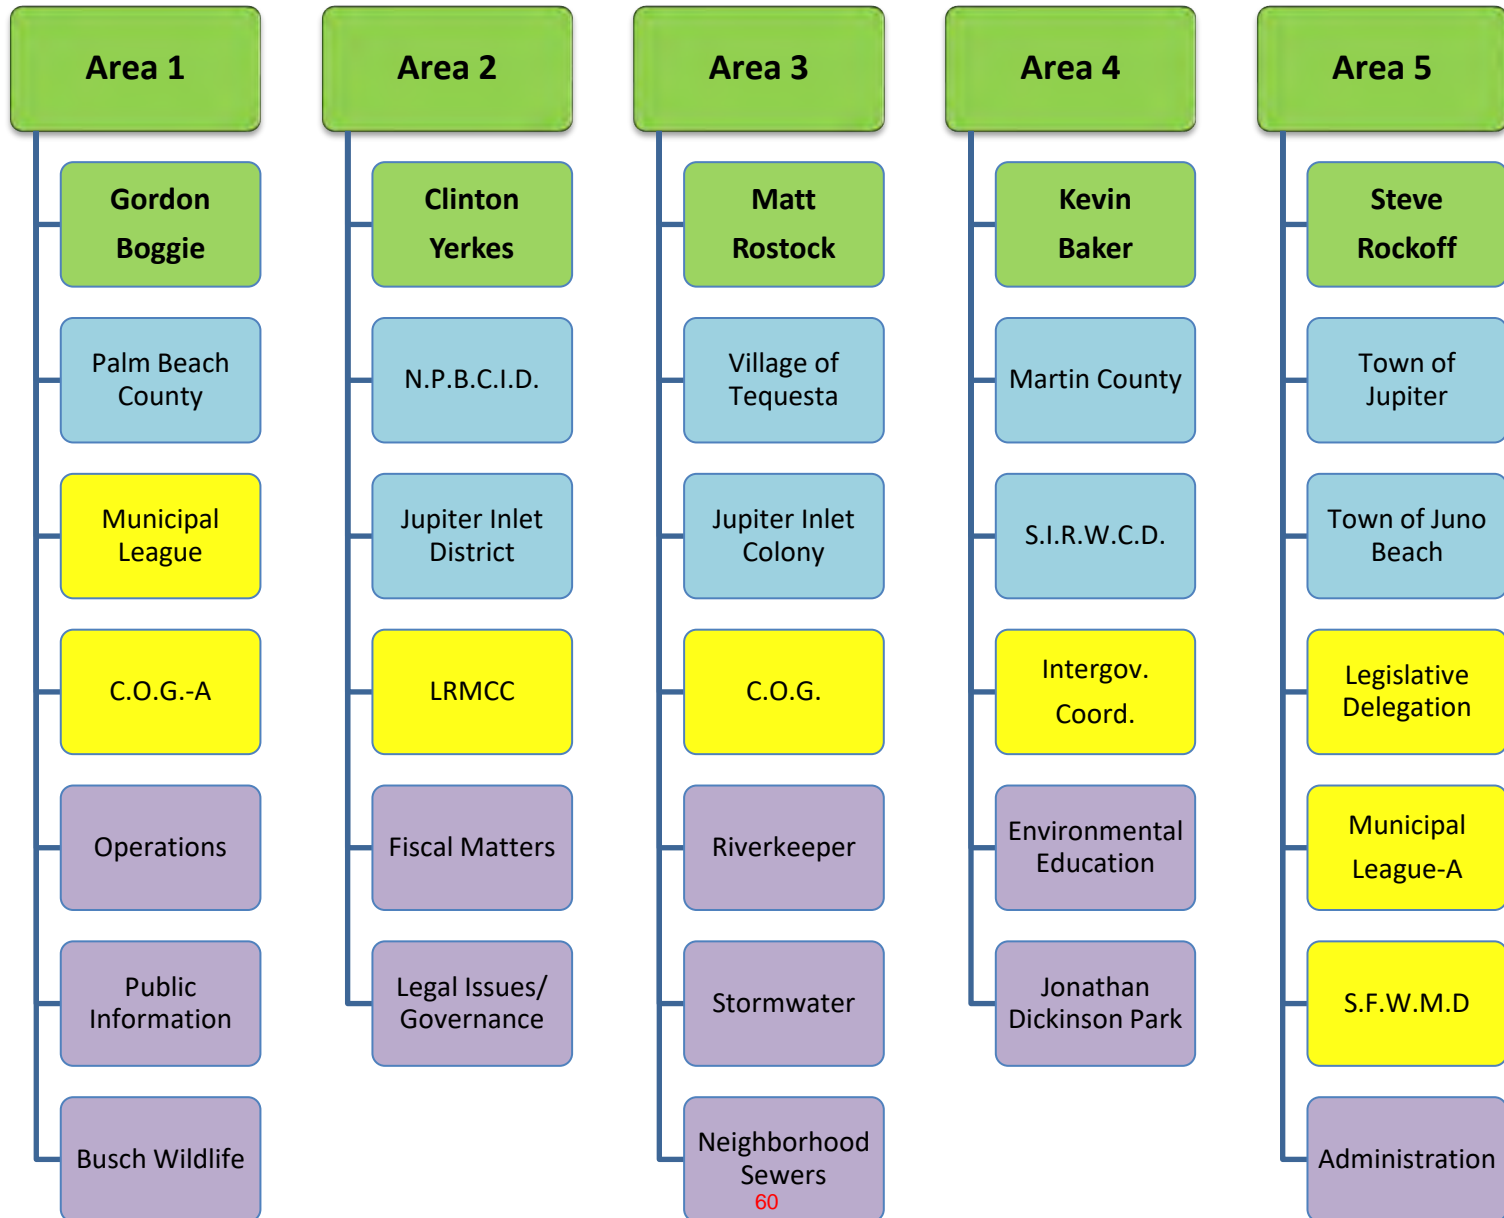 Area 1
Gordon
Boggie
Palm Beach
County
Municipal
League
C.O.G.-A
Operations
Public
Information
Busch Wildlife
Area 2
Clinton
Yerkes
N.P.B.C.I.D.
Jupiter Inlet
District
LRMCC
Fiscal Matters
Legal Issues/
Governance
Area 3
Matt
Rostock
Village of
Tequesta
Jupiter Inlet
Colony
C.O.G.
Riverkeeper
Stormwater
Neighborhood
Sewers
60
Area 4
Kevin
Baker
Martin County
S.I.R.W.C.D.
Intergov.
Coord.
Environmental
Education
Jonathan
Dickinson Park
Area 5
Steve
Rockoff
Town of
Jupiter
Town of Juno
Beach
Legislative
Delegation
Municipal
League-A
S.F.W.M.D
Administration